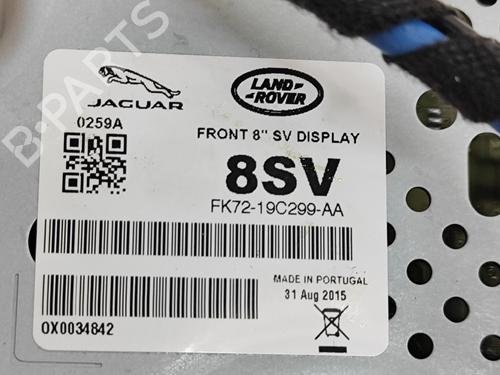 JAGUAR
LAND
ROVER
0259A
FRONT 8" SV DISPLAY
8SV
FK72-19C299-AA
MADE IN PORTUGAL
31 Aug 2015
OX0034842
B-PARTS